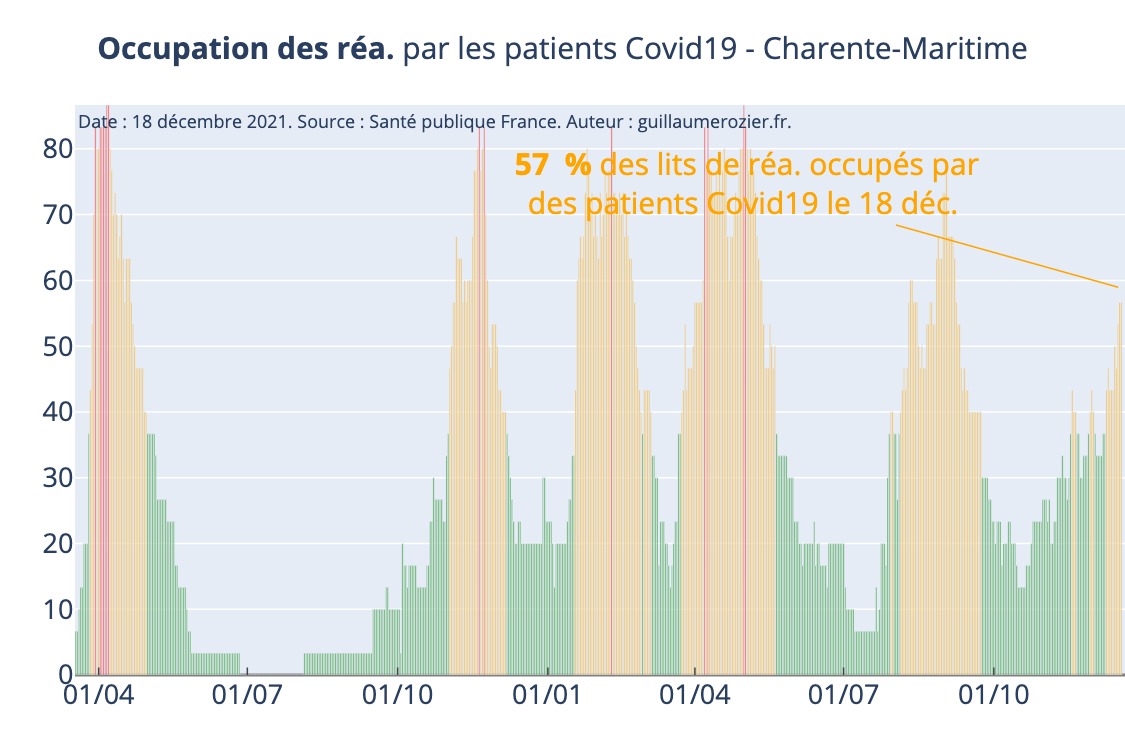 Occupation des réa. par les patients Covid19 - Charente-Maritime
Date : 18 décembre 2021. Source : Santé publique France. Auteur : guillaumerozier.fr.
57 % des lits de réa. occupés par
des patients Covid19 le 18 déc.
80
70
60
50
40
30
20
10
0
01/04 01/07 01/10 01/01 01/04 01/07 01/10